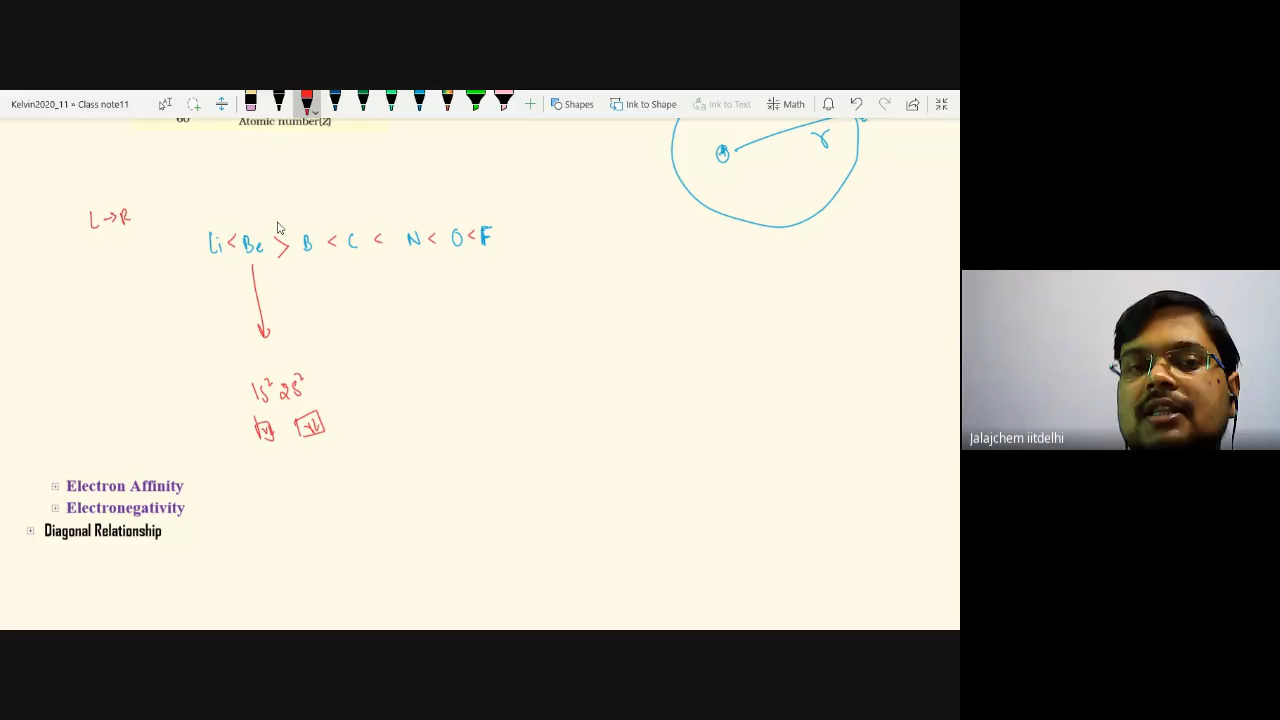 Kelvin2020_11 » Class note11
Shapes
Ink to Shape
Ink to Text
Math
60 Atomic number(Z)
r
L→R
Li < Be > B < C < N < O < F
1s² 2s²
Electron Affinity
Electronegativity
Diagonal Relationship
Jalajchem iitdelhi